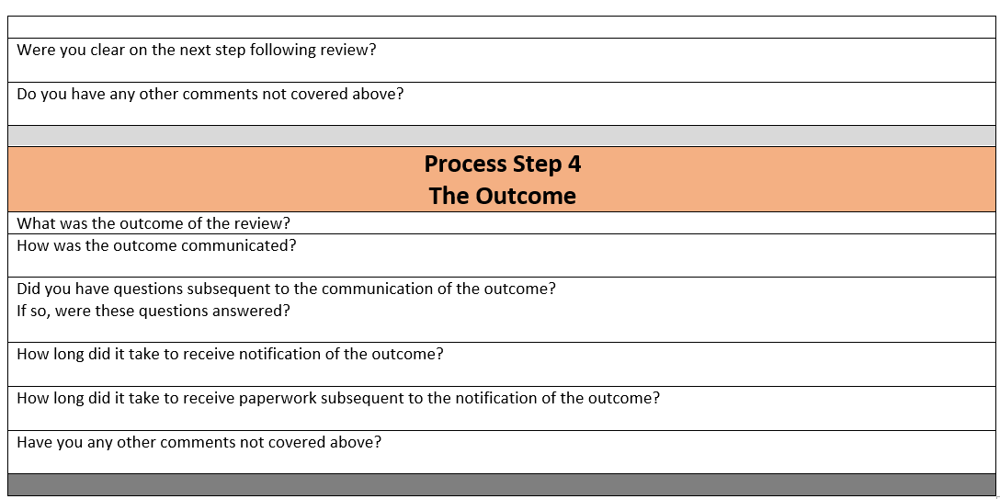 Were you clear on the next step following review?
Do you have any other comments not covered above?
Process Step 4
The Outcome
What was the outcome of the review?
How was the outcome communicated?
Did you have questions subsequent to the communication of the outcome?
If so, were these questions answered?
How long did it take to receive notification of the outcome?
How long did it take to receive paperwork subsequent to the notification of the outcome?
Have you any other comments not covered above?